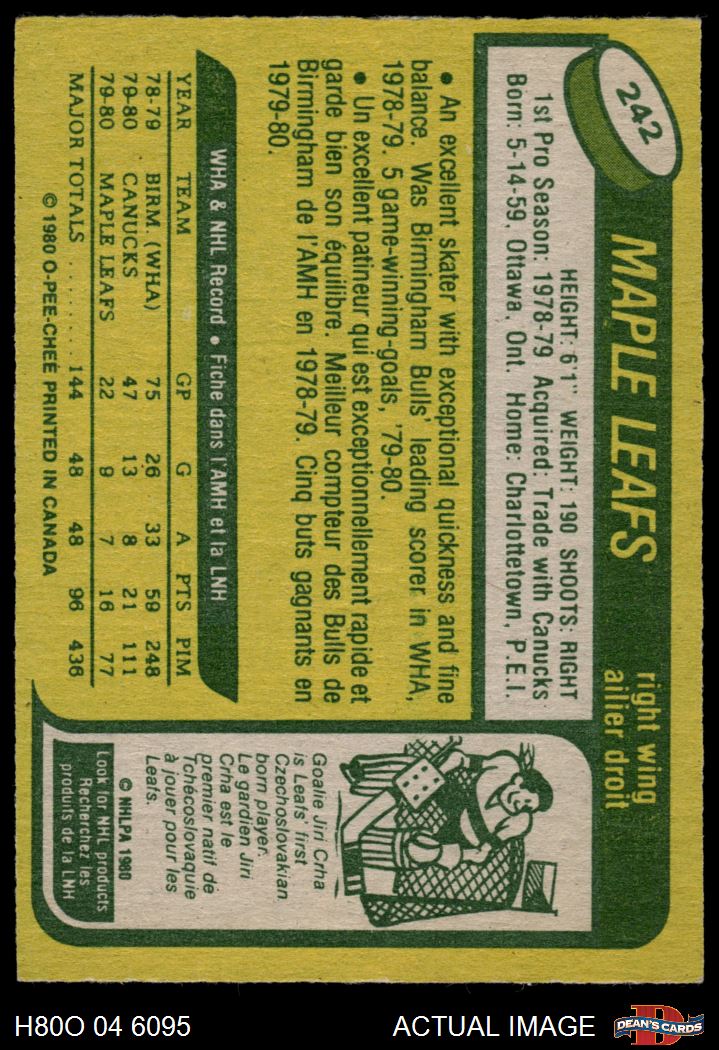 242
MAPLE LEAFS
right wing
ailier droit
HEIGHT: 6'1" WEIGHT: 190 SHOOTS: RIGHT
1st Pro Season: 1978-79 Acquired: Trade with Canucks
Born: 5-14-59, Ottawa, Ont. Home: Charlottetown, P.E.I.
• An excellent skater with exceptional quickness and fine
balance. Was Birmingham Bulls' leading scorer in WHA,
1978-79. 5 game-winning-goals, '79-80.
• Un excellent patineur qui est exceptionnellement rapide et
garde bien son équilibre. Meilleur compteur des Bulls de
Birmingham de l'AMH en 1978-79. Cinq buts gagnants en
1979-80.
WHA & NHL Record • Fiche dans l'AMH et la LNH
YEAR TEAM GP G A PTS PIM
78-79 BIRM. (WHA) 75 26 33 59 248
79-80 CANUCKS 47 13 8 21 111
79-80 MAPLE LEAFS 22 9 7 16 77
MAJOR TOTALS ........ 144 48 48 96 436
© 1980 O-PEE-CHEE PRINTED IN CANADA
Goalie Jiri Crha
is Leafs' first
Czechoslovakian
born player.
Le gardien Jiri
Crha est le
premier natif de
Tchécoslovaquie
à jouer pour les
Leafs.
© NHLPA 1980
Look for NHL products
Recherchez les
produits de la LNH
H80O 04 6095
ACTUAL IMAGE
D
DEAN'S CARDS